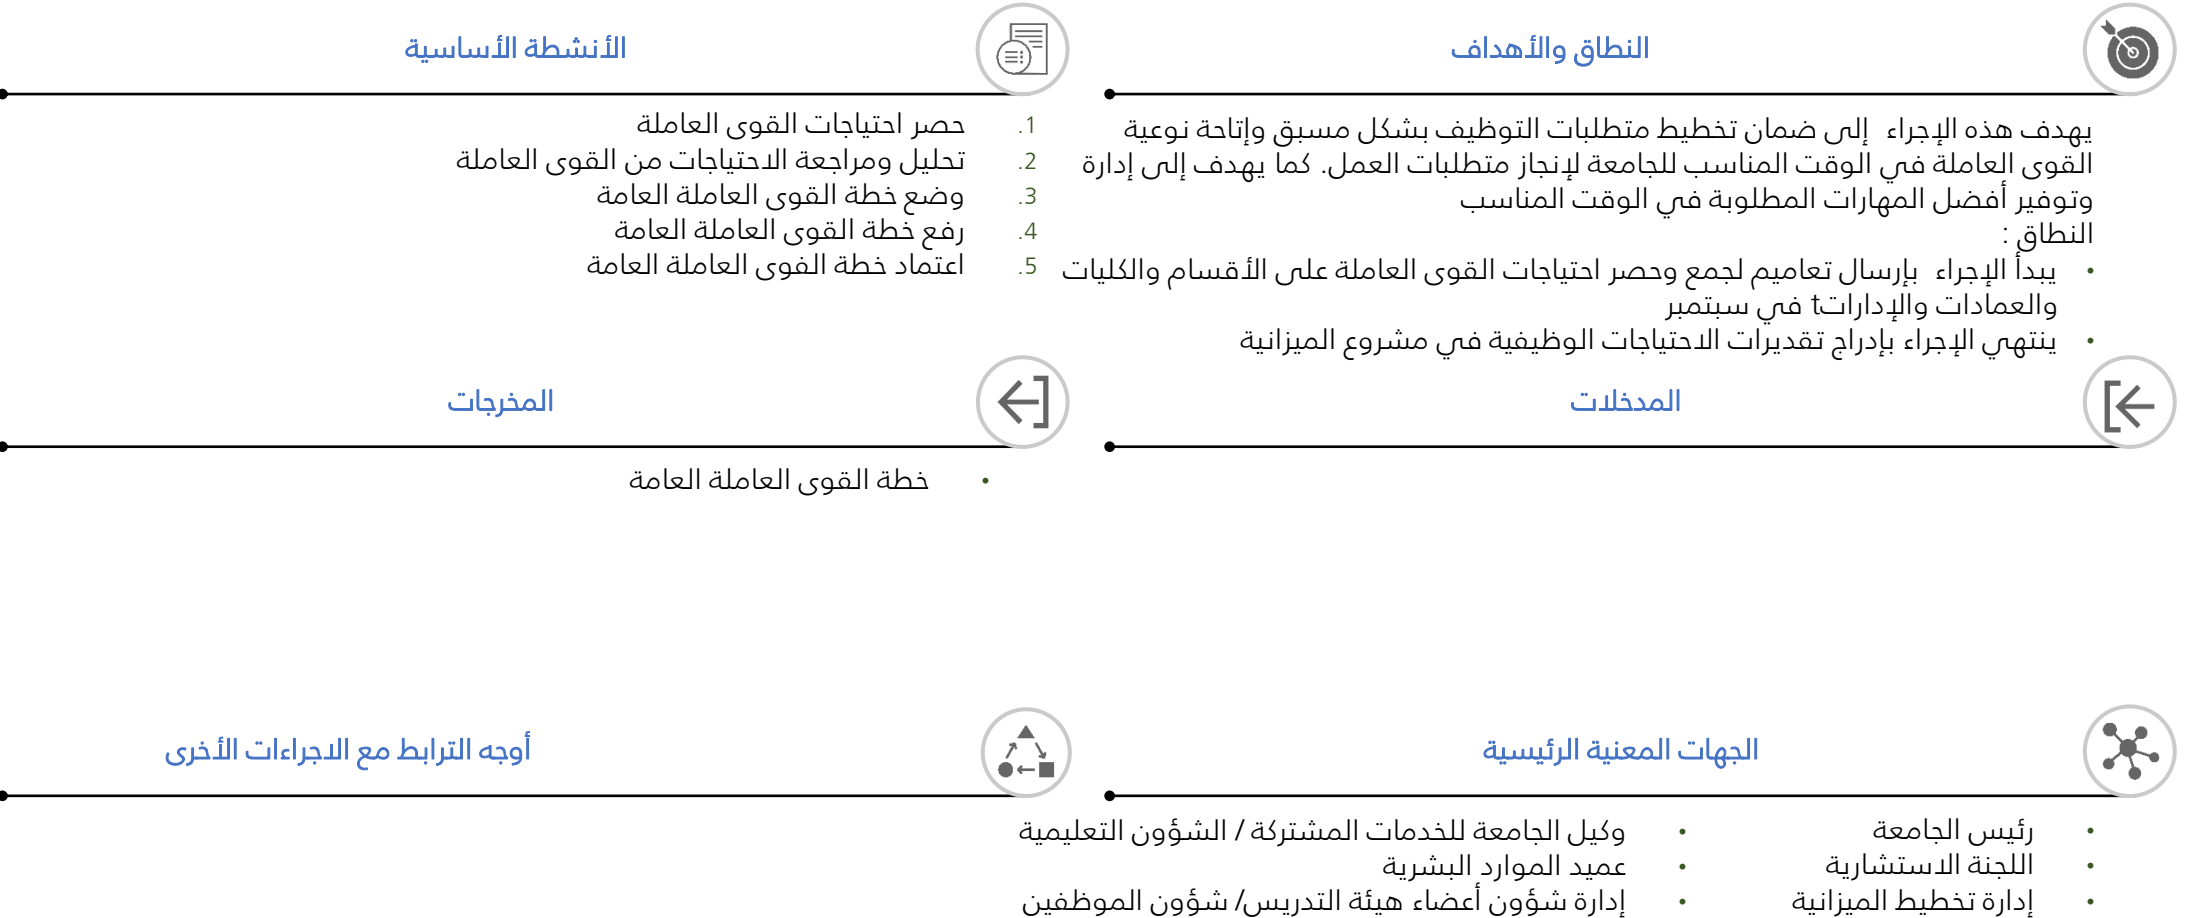 النطاق والأهداف
يهدف هذه الإجراء إلى ضمان تخطيط متطلبات التوظيف بشكل مسبق وإتاحة نوعية
القوى العاملة في الوقت المناسب للجامعة لإنجاز متطلبات العمل. كما يهدف إلى إدارة
وتوفير أفضل المهارات المطلوبة في الوقت المناسب
النطاق :
• يبدأ الإجراء بإرسال تعاميم لجمع وحصر احتياجات القوى العاملة على الأقسام والكليات
والعمادات والإداراتt في سبتمبر
• ينتهي الإجراء بإدراج تقديرات الاحتياجات الوظيفية في مشروع الميزانية
الأنشطة الأساسية
1. حصر احتياجات القوى العاملة
2. تحليل ومراجعة الاحتياجات من القوى العاملة
3. وضع خطة القوى العاملة العامة
4. رفع خطة القوى العاملة العامة
5. اعتماد خطة الفوى العاملة العامة
المدخلات
المخرجات
• خطة القوى العاملة العامة
الجهات المعنية الرئيسية
• رئيس الجامعة
• اللجنة الاستشارية
• إدارة تخطيط الميزانية
• وكيل الجامعة للخدمات المشتركة / الشؤون التعليمية
• عميد الموارد البشرية
• إدارة شؤون أعضاء هيئة التدريس/ شؤون الموظفين
أوجه الترابط مع الاجراءات الأخرى